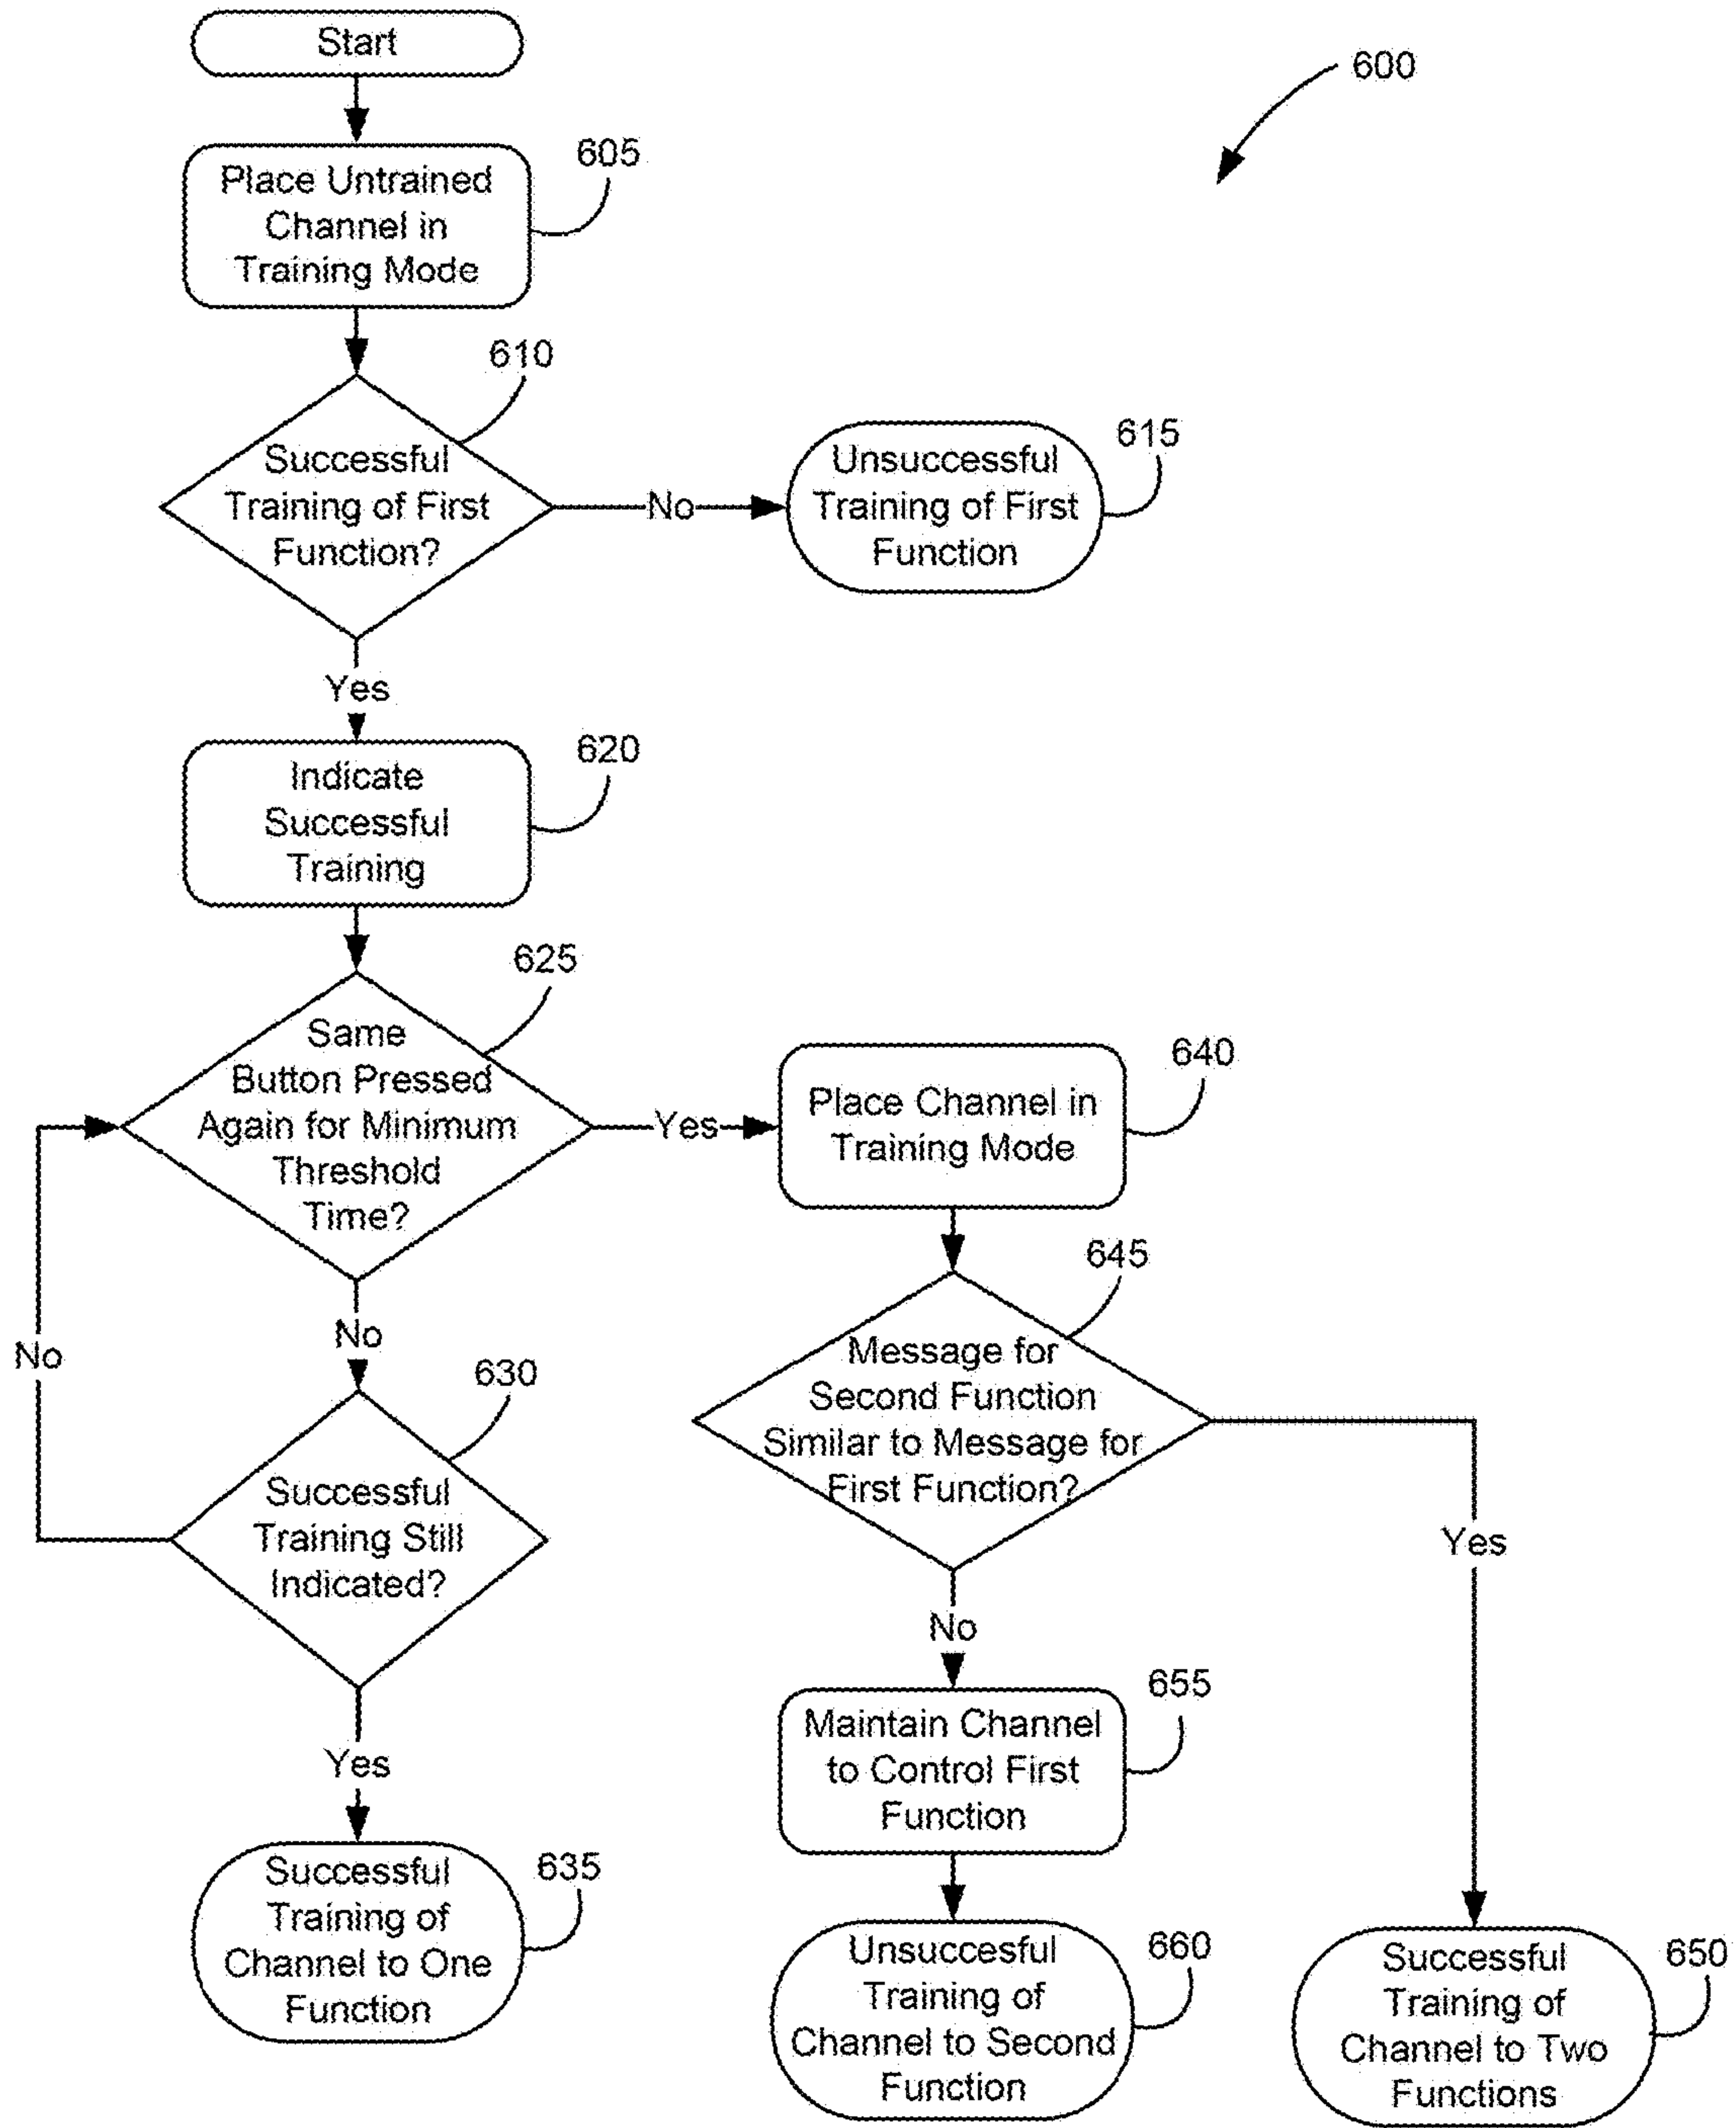 Start
600
Place Untrained
Channel in
Training Mode
605
610
Successful
Training of First
Function?
No
Unsuccessful
Training of First
Function
615
Yes
Indicate
Successful
Training
620
625
Same
Button Pressed
Again for Minimum
Threshold
Time?
Yes
Place Channel in
Training Mode
640
645
No
No
630
Message for
Second Function
Similar to Message for
First Function?
Successful
Training Still
Indicated?
Yes
No
655
Maintain Channel
to Control First
Function
Yes
Successful
Training of
Channel to One
Function
635
Unsuccesful
Training of
Channel to Second
Function
660
Successful
Training of
Channel to Two
Functions
650